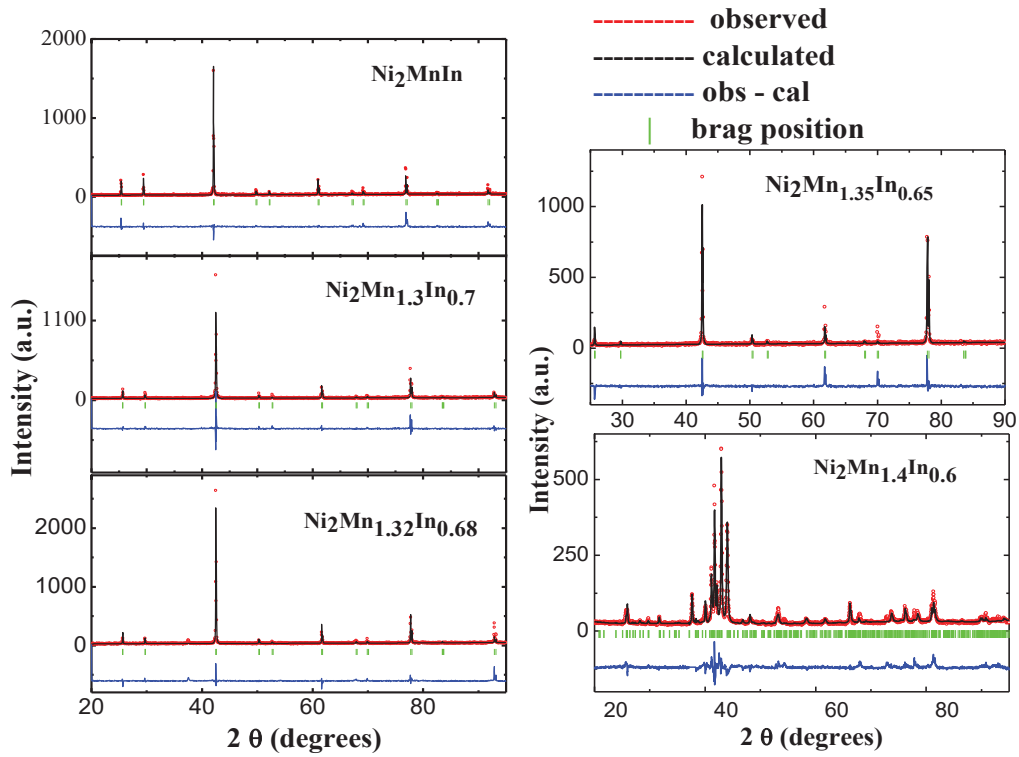 observed
calculated
obs - cal
brag position
2000
1000
0
Ni2MnIn
1100
0
Ni2Mn1.3In0.7
2000
1000
0
Ni2Mn1.32In0.68
20 40 60 80
2 θ (degrees)
Intensity (a.u.)
1000
500
0
Ni2Mn1.35In0.65
30 40 50 60 70 80 90
500
250
0
Ni2Mn1.4In0.6
20 40 60 80
2 θ (degrees)
Intensity (a.u.)